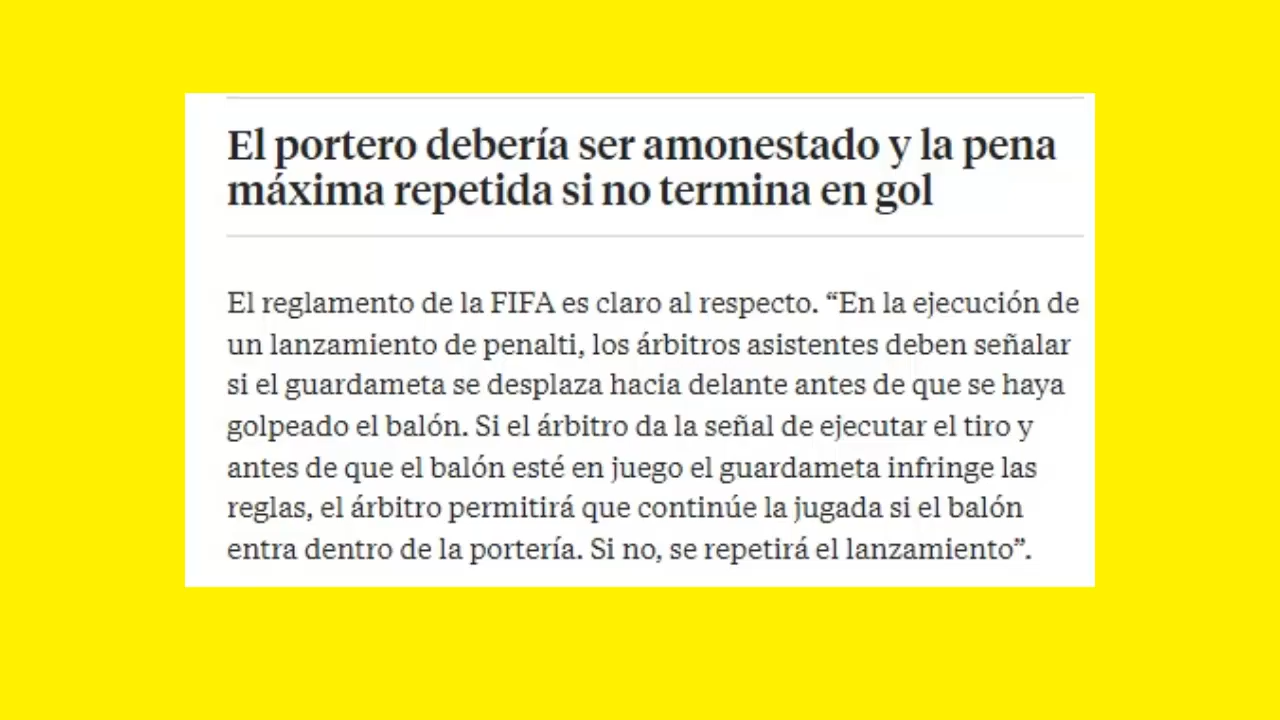 El portero debería ser amonestado y la pena
máxima repetida si no termina en gol
El reglamento de la FIFA es claro al respecto. “En la ejecución de
un lanzamiento de penalti, los árbitros asistentes deben señalar
si el guardameta se desplaza hacia delante antes de que se haya
golpeado el balón. Si el árbitro da la señal de ejecutar el tiro y
antes de que el balón esté en juego el guardameta infringe las
reglas, el árbitro permitirá que continúe la jugada si el balón
entra dentro de la portería. Si no, se repetirá el lanzamiento”.